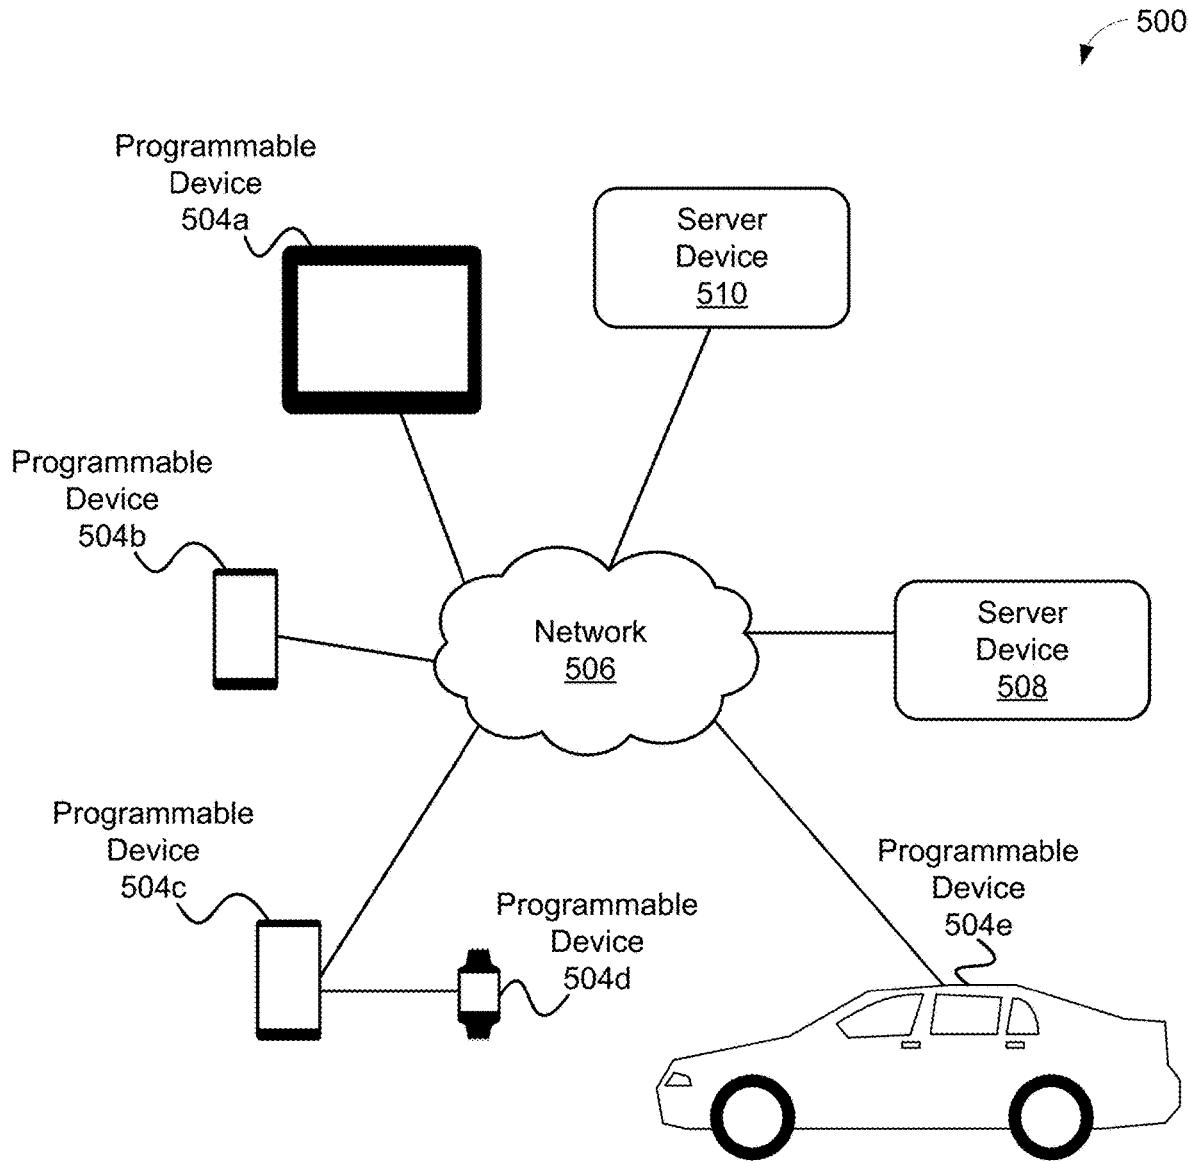 500
Programmable
Device
504a
Server
Device
510
Programmable
Device
504b
Network
506
Server
Device
508
Programmable
Device
504c
Programmable
Device
504d
Programmable
Device
504e